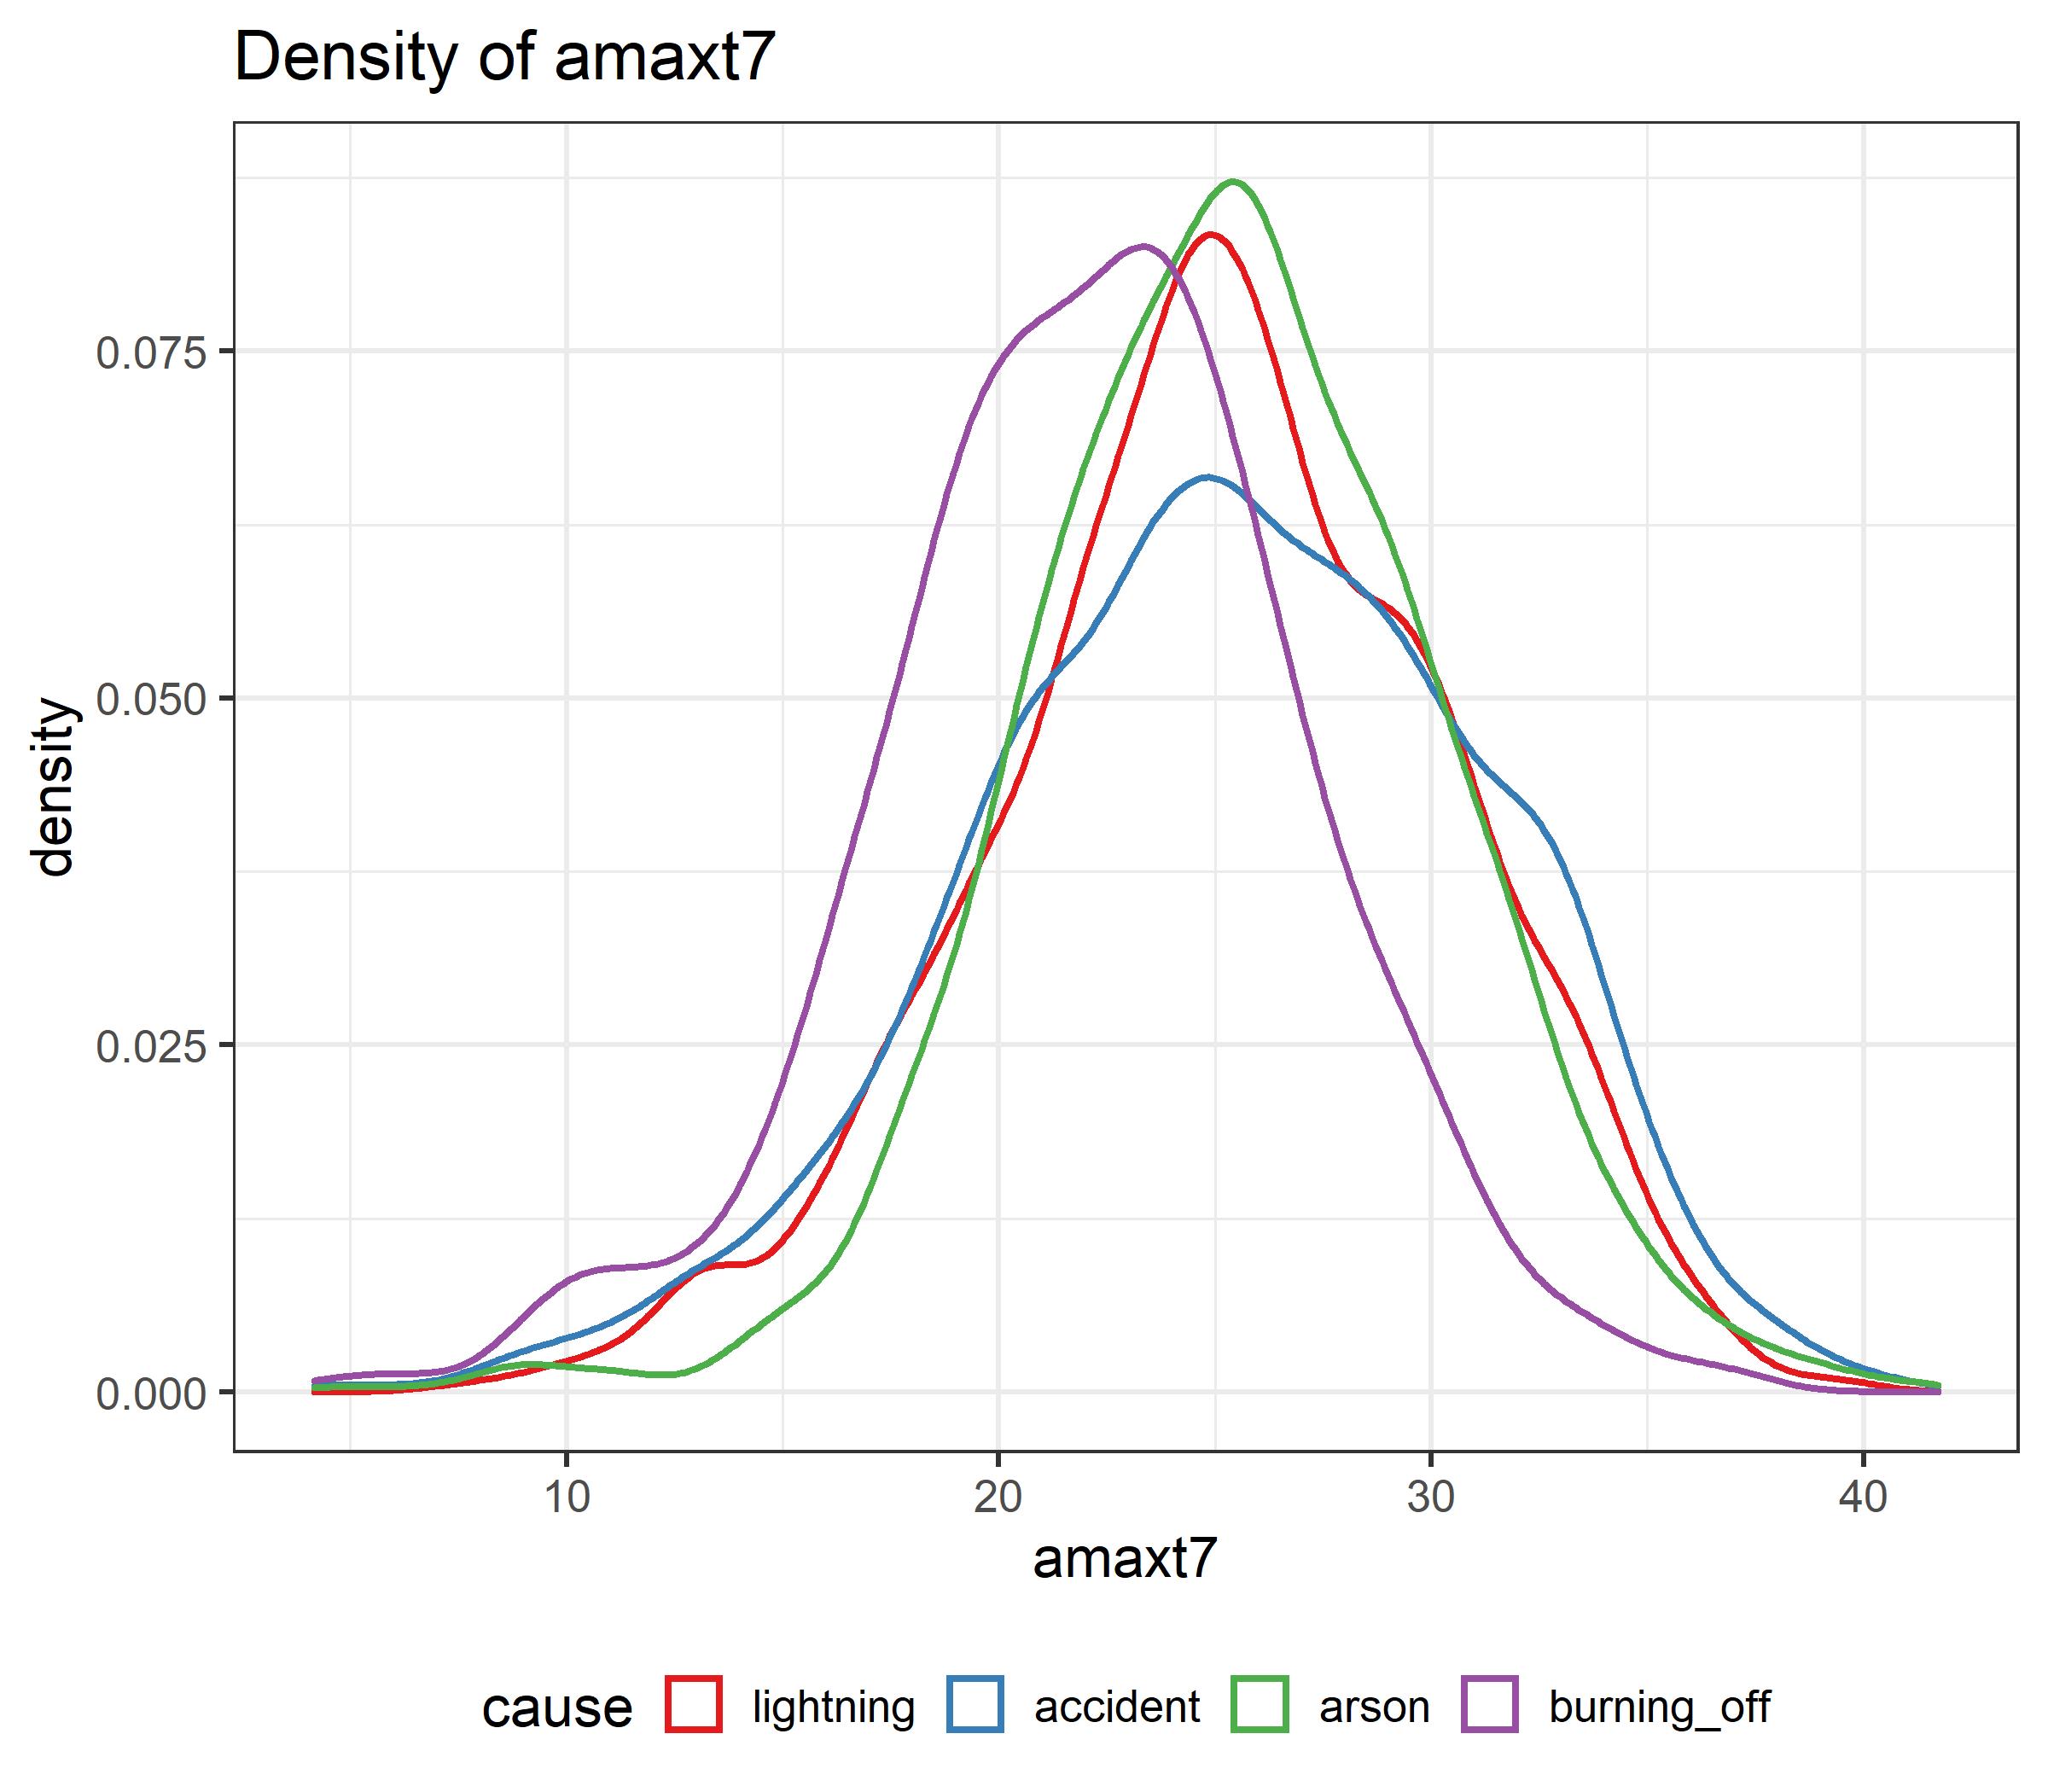 Density of amaxt7
density
0.075
0.050
0.025
0.000
10 20 30 40
amaxt7
cause lightning accident arson burning_off